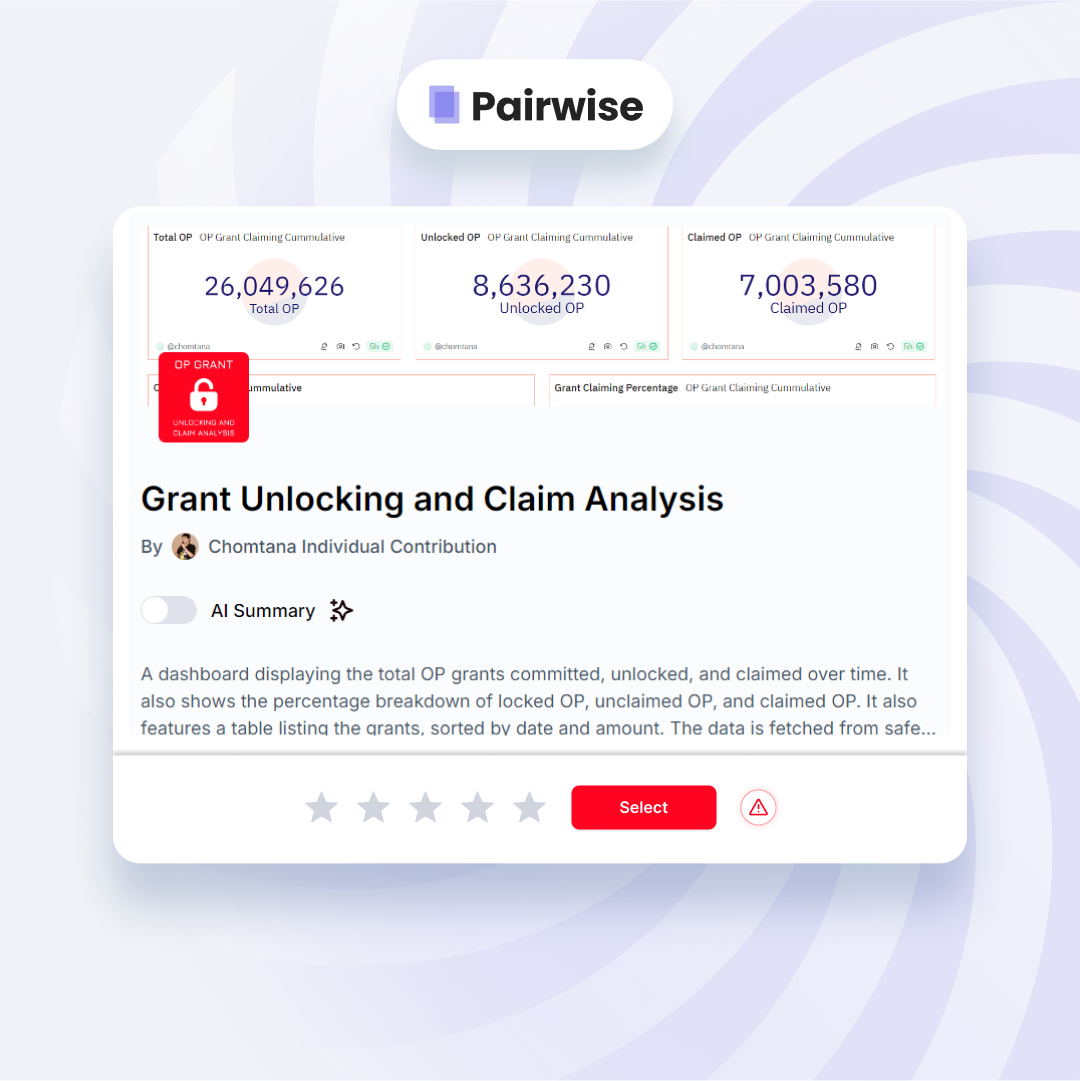 Pairwise
Total OP OP Grant Claiming Cummulative
26,049,626
Total OP
@chomtana
5h
Unlocked OP OP Grant Claiming Cummulative
8,636,230
Unlocked OP
@chomtana
5h
Claimed OP OP Grant Claiming Cummulative
7,003,580
Claimed OP
@chomtana
5h
ummulative
Grant Claiming Percentage OP Grant Claiming Cummulative
OP GRANT
UNLOCKING AND
CLAIM ANALYSIS
Grant Unlocking and Claim Analysis
By Chomtana Individual Contribution
AI Summary
A dashboard displaying the total OP grants committed, unlocked, and claimed over time. It
also shows the percentage breakdown of locked OP, unclaimed OP, and claimed OP. It also
features a table listing the grants, sorted by date and amount. The data is fetched from safe...
Select